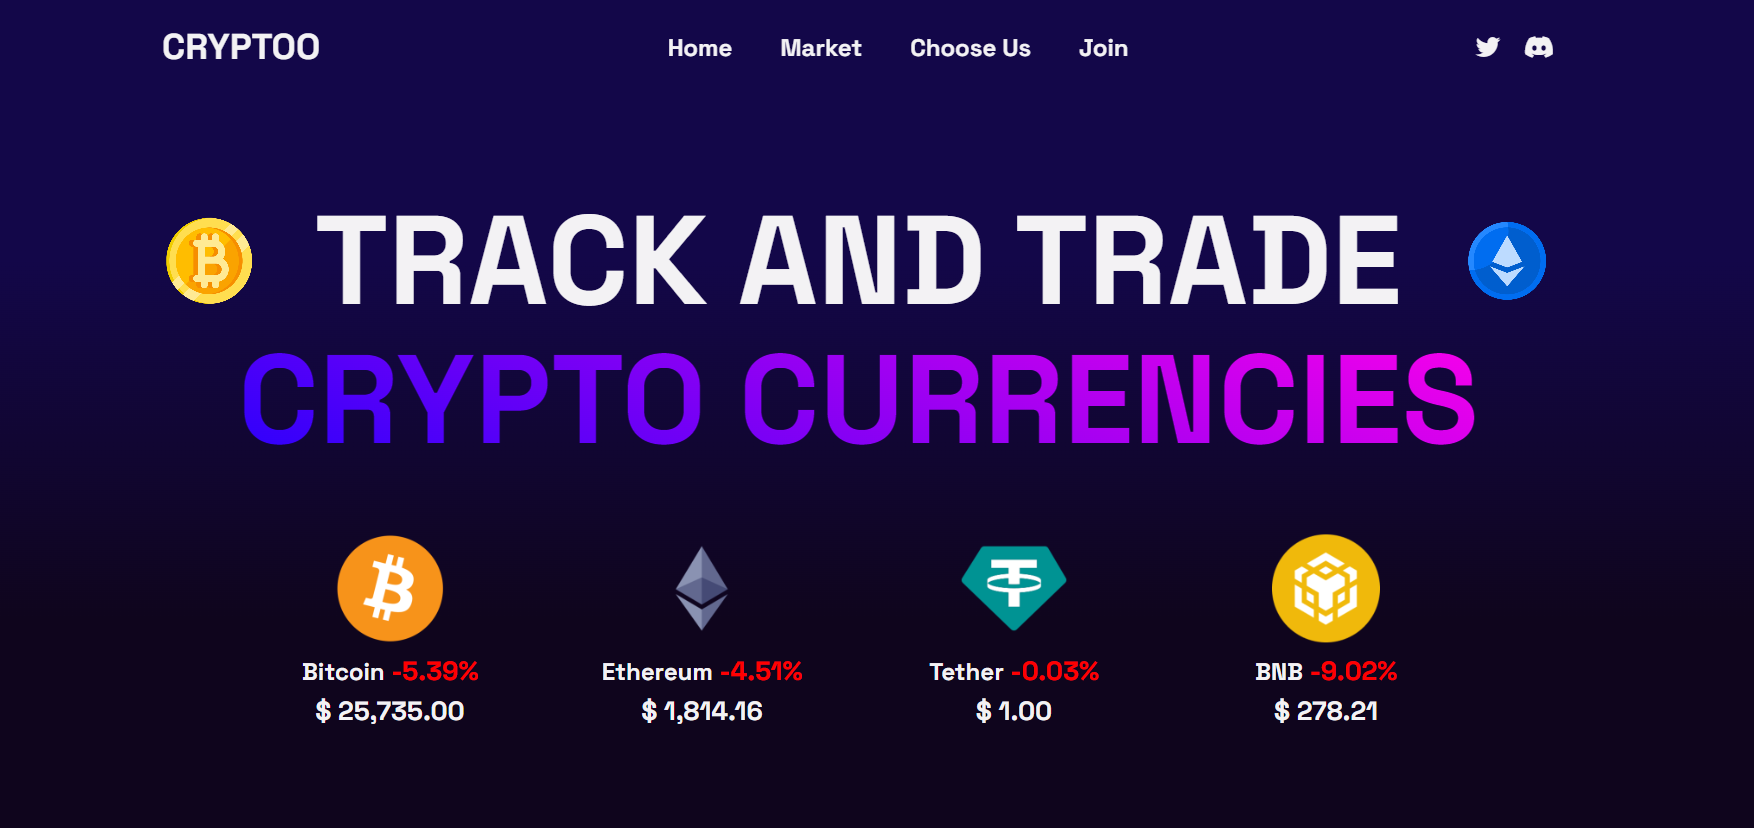 CRYPTOO
Home Market Choose Us Join
TRACK AND TRADE
CRYPTO CURRENCIES
Bitcoin -5.39%
$ 25,735.00
Ethereum -4.51%
$ 1,814.16
Tether -0.03%
$ 1.00
BNB -9.02%
$ 278.21